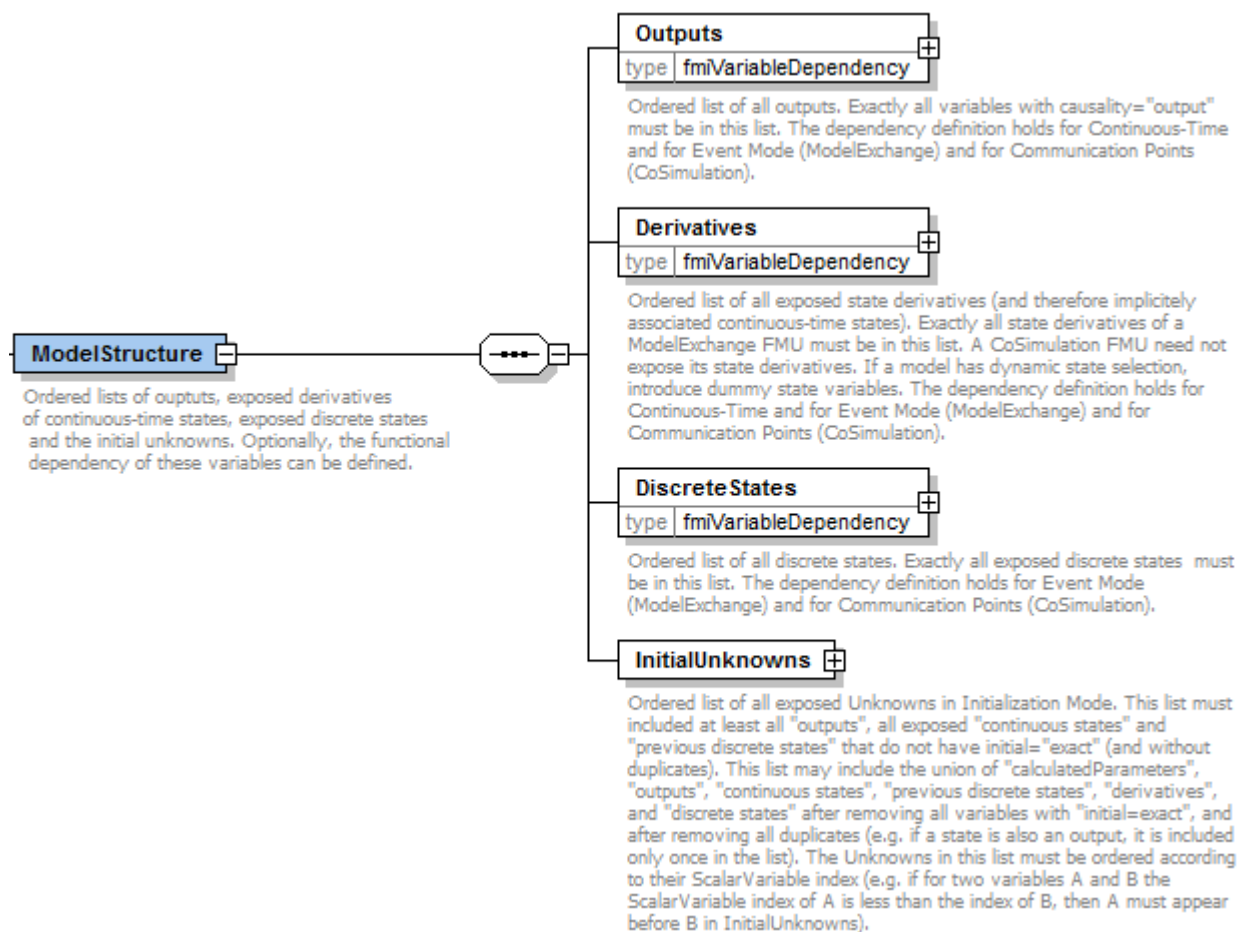 Outputs
type fmiVariableDependency
Ordered list of all outputs. Exactly all variables with causality="output"
must be in this list. The dependency definition holds for Continuous-Time
and for Event Mode (ModelExchange) and for Communication Points
(CoSimulation).
Derivatives
type fmiVariableDependency
Ordered list of all exposed state derivatives (and therefore implicitely
associated continuous-time states). Exactly all state derivatives of a
ModelExchange FMU must be in this list. A CoSimulation FMU need not
expose its state derivatives. If a model has dynamic state selection,
introduce dummy state variables. The dependency definition holds for
Continuous-Time and for Event Mode (ModelExchange) and for
Communication Points (CoSimulation).
ModelStructure
Ordered lists of ouptuts, exposed derivatives
of continuous-time states, exposed discrete states
and the initial unknowns. Optionally, the functional
dependency of these variables can be defined.
DiscreteStates
type fmiVariableDependency
Ordered list of all discrete states. Exactly all exposed discrete states must
be in this list. The dependency definition holds for Event Mode
(ModelExchange) and for Communication Points (CoSimulation).
InitialUnknowns
Ordered list of all exposed Unknowns in Initialization Mode. This list must
included at least all "outputs", all exposed "continuous states" and
"previous discrete states" that do not have initial="exact" (and without
duplicates). This list may include the union of "calculatedParameters",
"outputs", "continuous states", "previous discrete states", "derivatives",
and "discrete states" after removing all variables with "initial=exact", and
after removing all duplicates (e.g. if a state is also an output, it is included
only once in the list). The Unknowns in this list must be ordered according
to their ScalarVariable index (e.g. if for two variables A and B the
ScalarVariable index of A is less than the index of B, then A must appear
before B in InitialUnknowns).